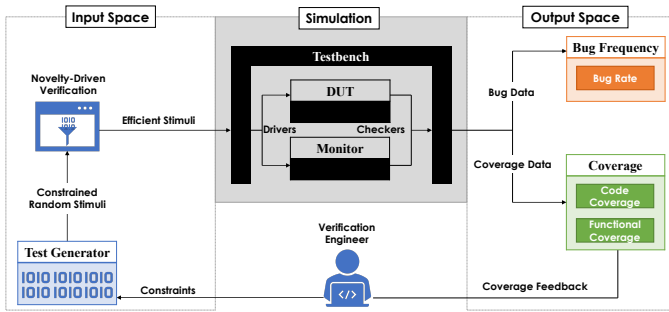 Input Space
Simulation
Output Space
Novelty-Driven
Verification
1010
1010
Efficient Stimuli
Constrained
Random Stimuli
Test Generator
1010 1010 1010
1010 1010 1010
Testbench
DUT
Drivers
Checkers
Monitor
Bug Data
Coverage Data
Bug Frequency
Bug Rate
Coverage
Code
Coverage
Functional
Coverage
Verification
Engineer
</>
Constraints
Coverage Feedback